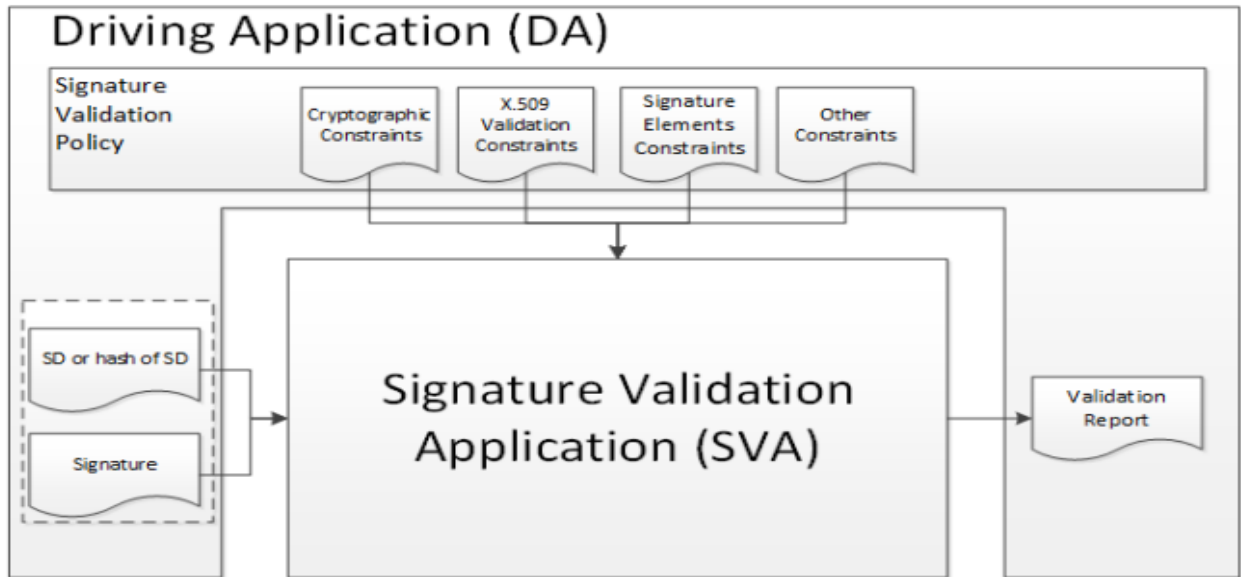 Driving Application (DA)
Signature
Validation
Policy
Cryptographic
Constraints
X.509
Validation
Constraints
Signature
Elements
Constraints
Other
Constraints
SD or hash of SD
Signature
Signature Validation
Application (SVA)
Validation
Report